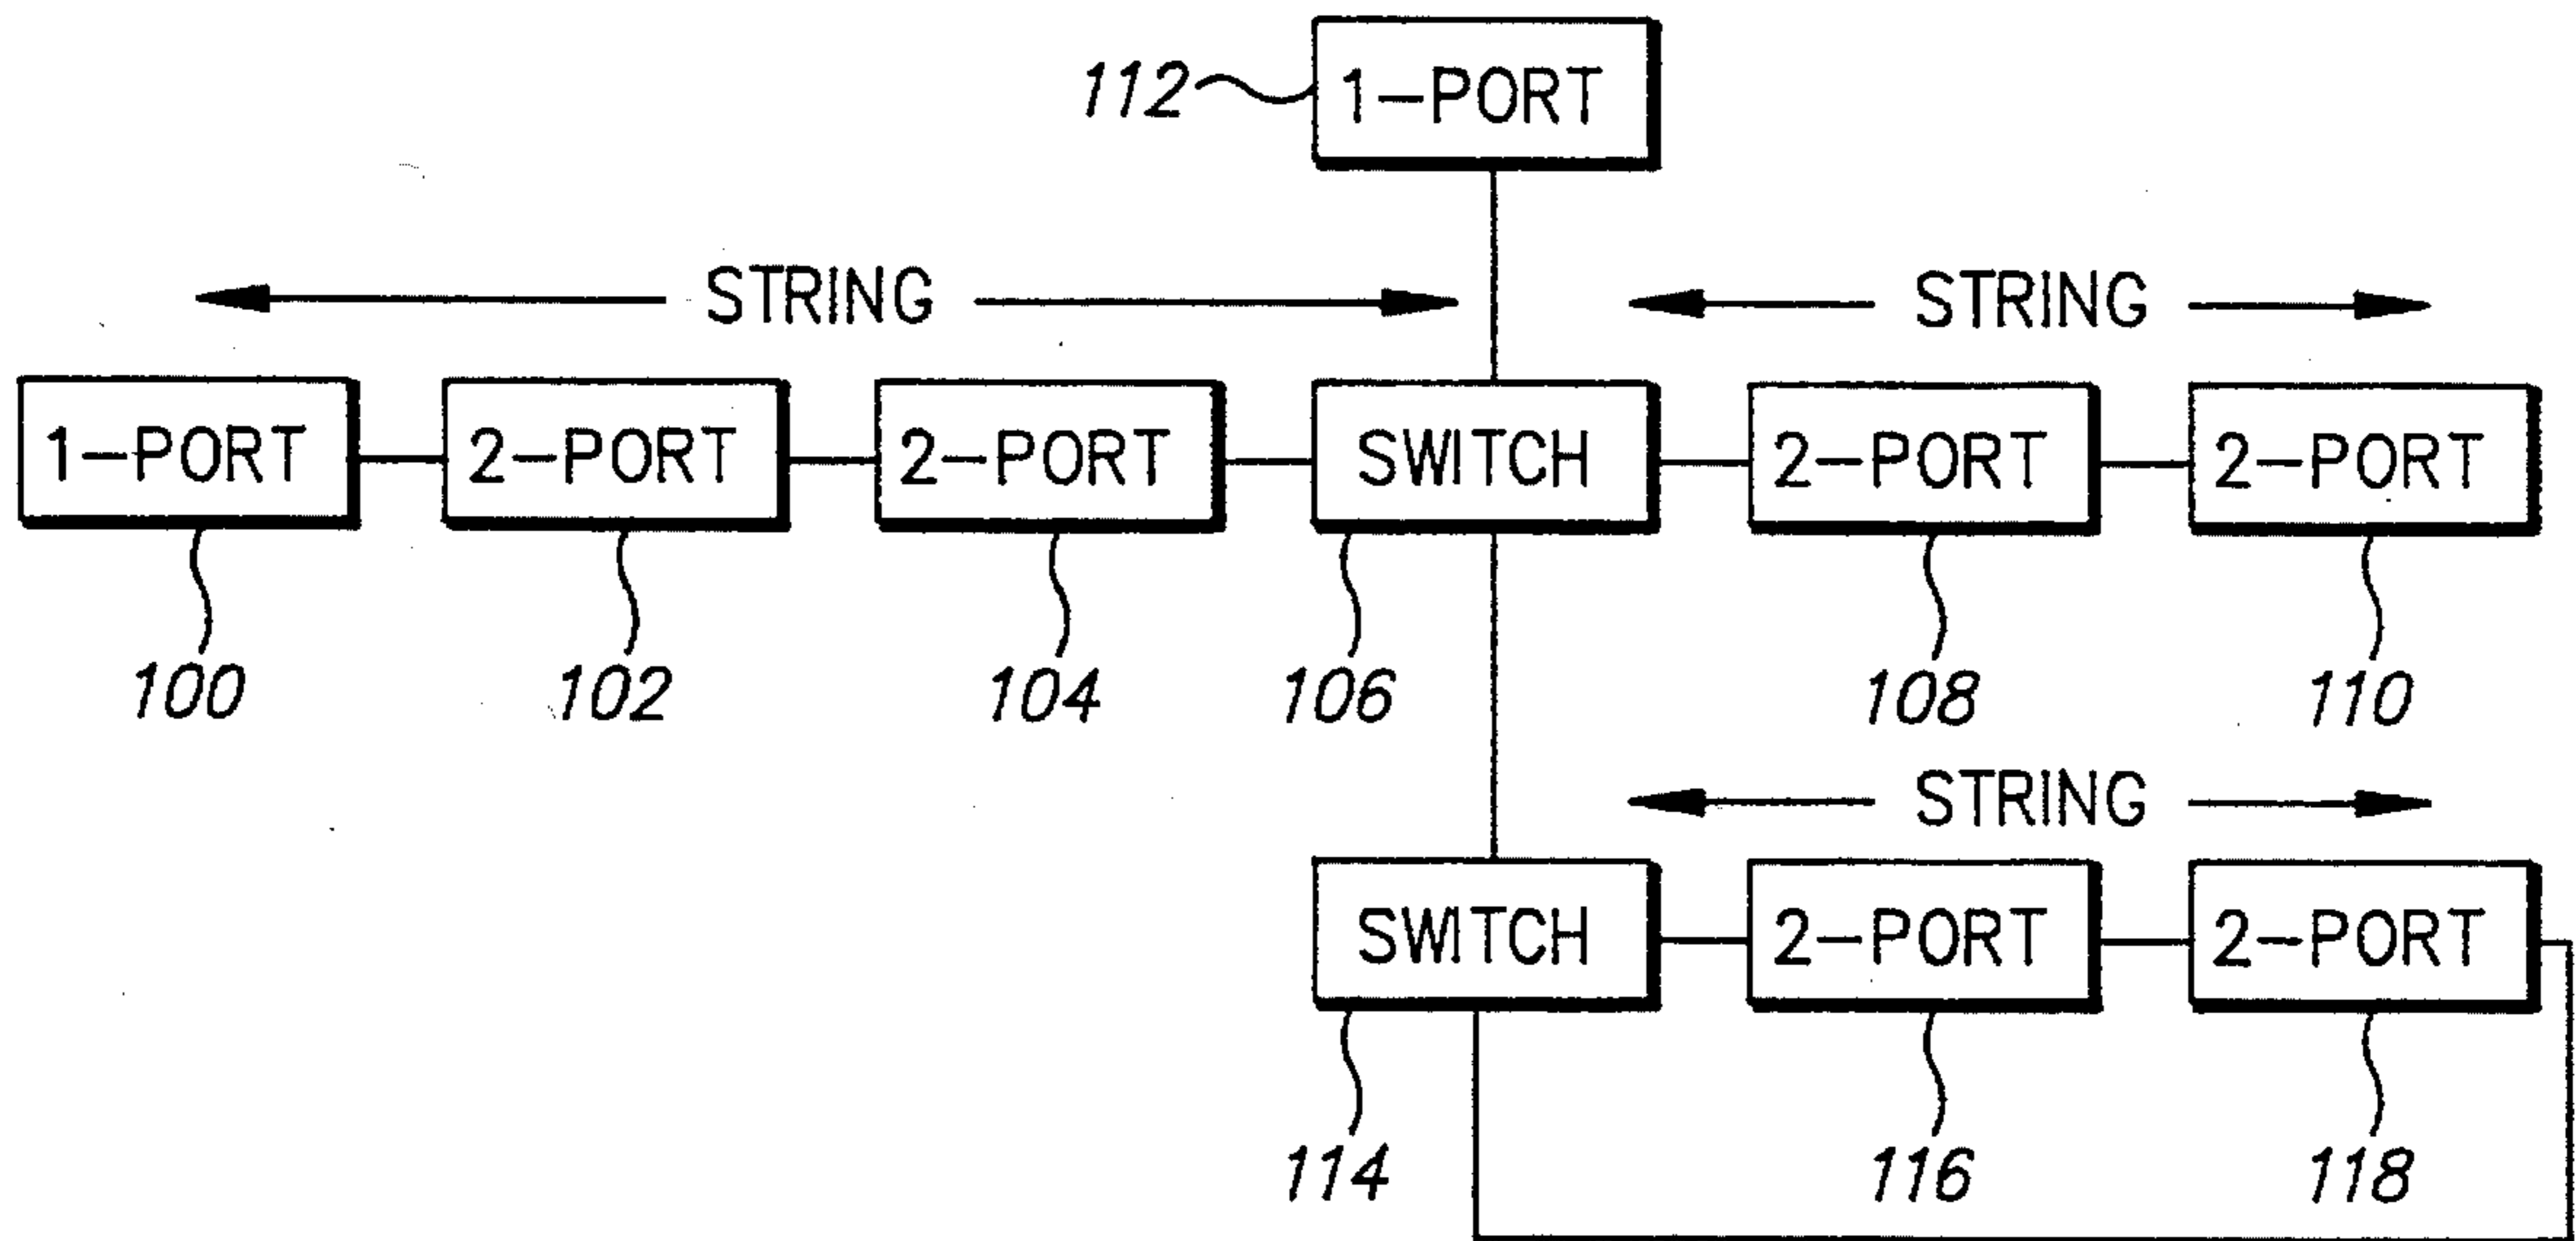 112
1-PORT
STRING
STRING
1-PORT
2-PORT
2-PORT
SWITCH
2-PORT
2-PORT
100
102
104
106
108
110
STRING
SWITCH
2-PORT
2-PORT
114
116
118